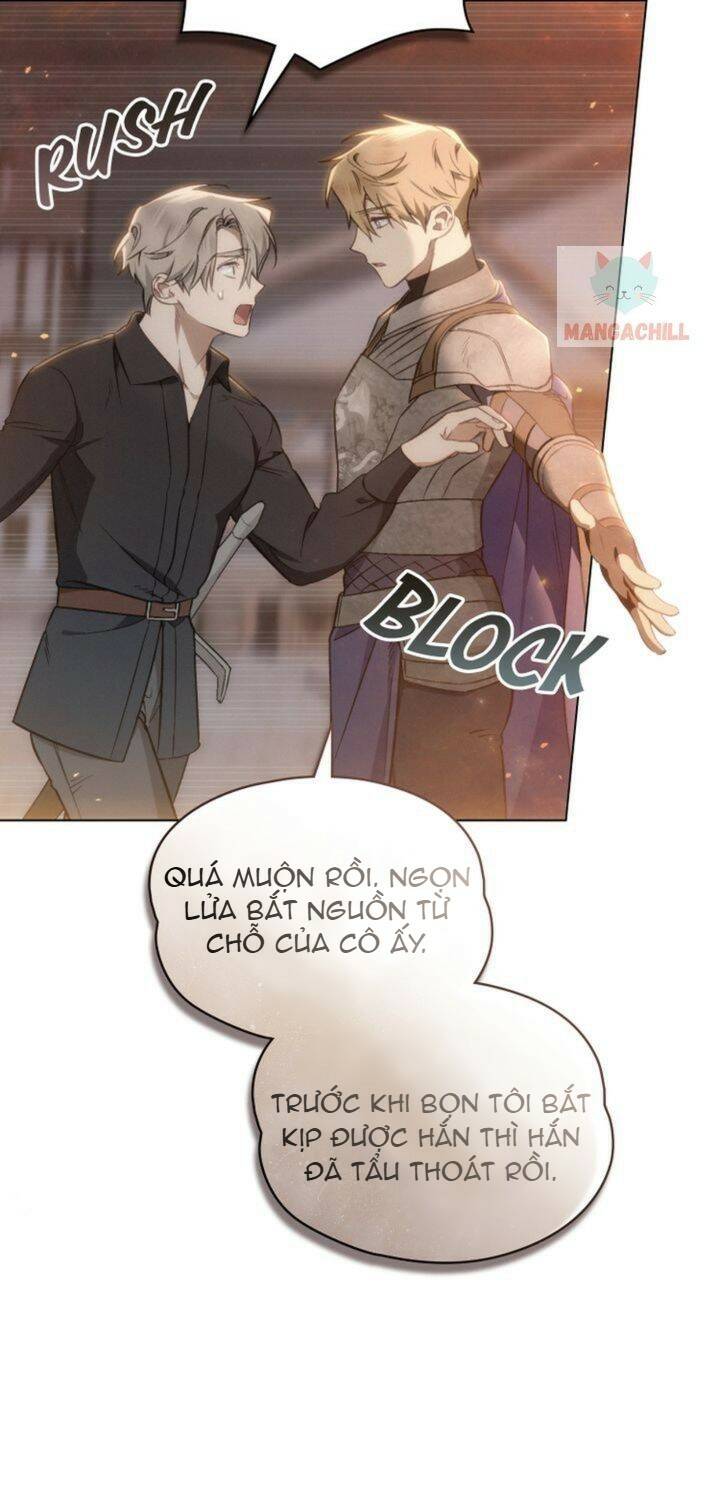 RUSH
MANGACHILL
BLOCK
QUÁ MUỘN RỒI. NGỌN
LỬA BẮT NGUỒN TỪ
CHỖ CỦA CÔ ẤY.
TRƯỚC KHI BỌN TÔI BẮT
KỊP ĐƯỢC HẮN THÌ HẮN
ĐÃ TẨU THOÁT RỒI.